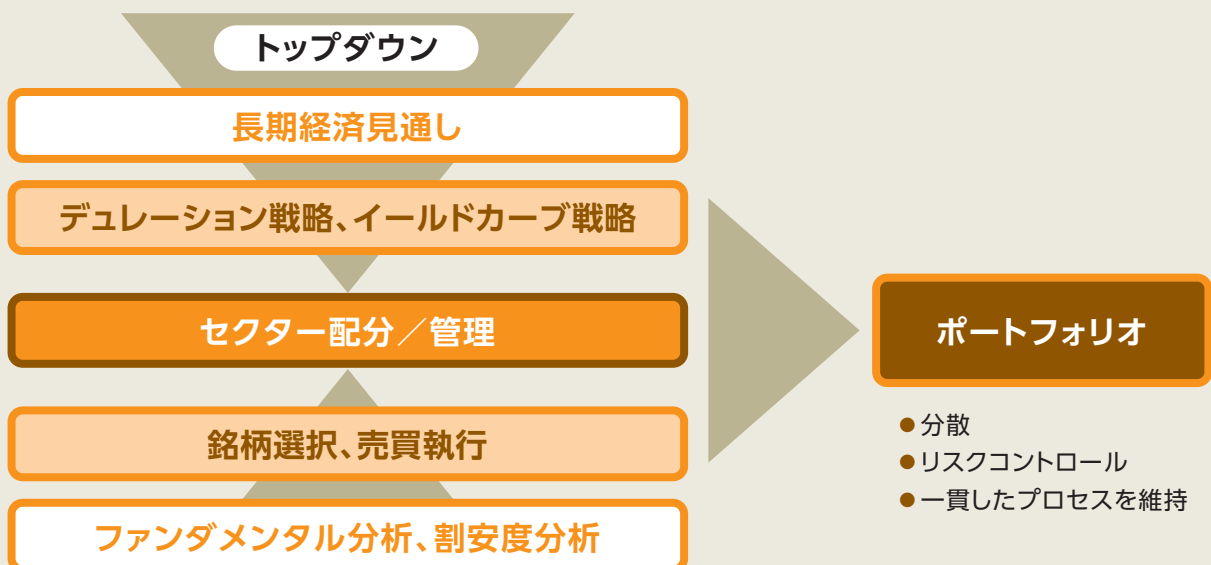 トップダウン
長期経済見通し
デュレーション戦略、イールドカーブ戦略
セクター配分／管理
銘柄選択、売買執行
ファンダメンタル分析、割安度分析
ポートフォリオ
●分散
●リスクコントロール
●一貫したプロセスを維持